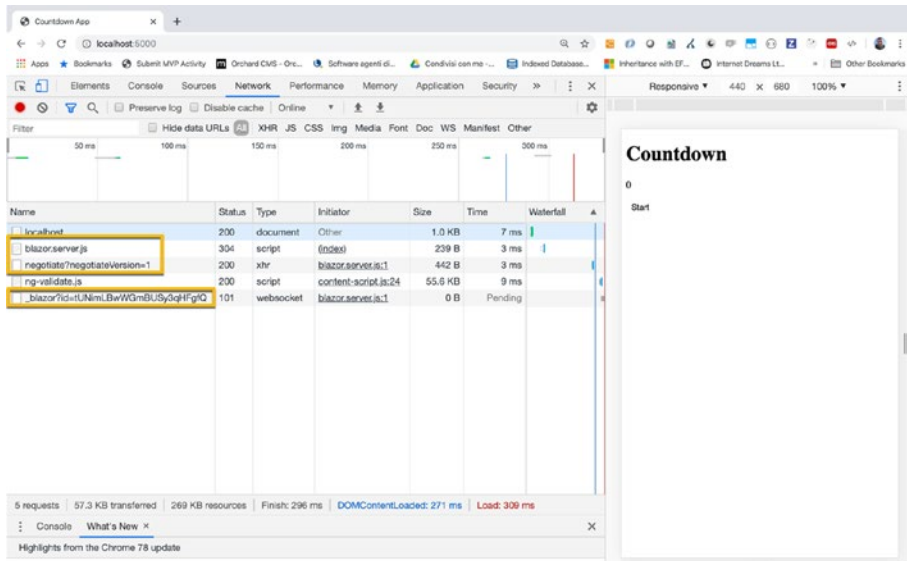 Countdown App × +
localhost:5000
Apps Bookmarks Submit MVP Activity Orchard CMS - Orc... Software agenti di... Condivisi con me -... Indexed Database... Inheritance with EF... Internet Dreams Lt... » Other Bookmarks
Elements Console Sources Network Performance Memory Application Security » ×
Responsive ▼ 440 × 680 100% ▼
Preserve log Disable cache Online ▼
Filter Hide data URLs All XHR JS CSS Img Media Font Doc WS Manifest Other
50 ms 100 ms 150 ms 200 ms 250 ms 300 ms
Name Status Type Initiator Size Time Waterfall ▲
localhost 200 document Other 1.0 KB 7 ms
blazor.server.js 304 script (index) 239 B 3 ms
negotiate?negotiateVersion=1 200 xhr blazor.server.js:1 442 B 3 ms
ng-validate.js 200 script content-script.js:24 55.6 KB 9 ms
101 websocket blazor.server.js:1 0 B Pending
5 requests 57.3 KB transferred 269 KB resources Finish: 296 ms DOMContentLoaded: 271 ms Load: 309 ms
Console What's New × ×
Highlights from the Chrome 78 update
Countdown
0
Start